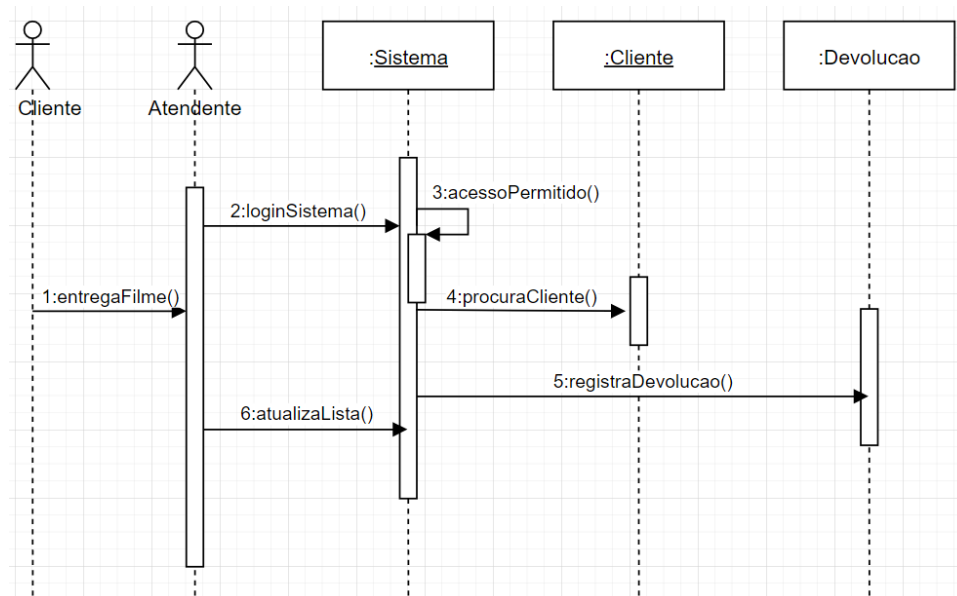 :Sistema
:Cliente
:Devolucao
Cliente
Atendente
3:acessoPermitido()
2:loginSistema()
1:entregaFilme()
4:procuraCliente()
5:registraDevolucao()
6:atualizaLista()